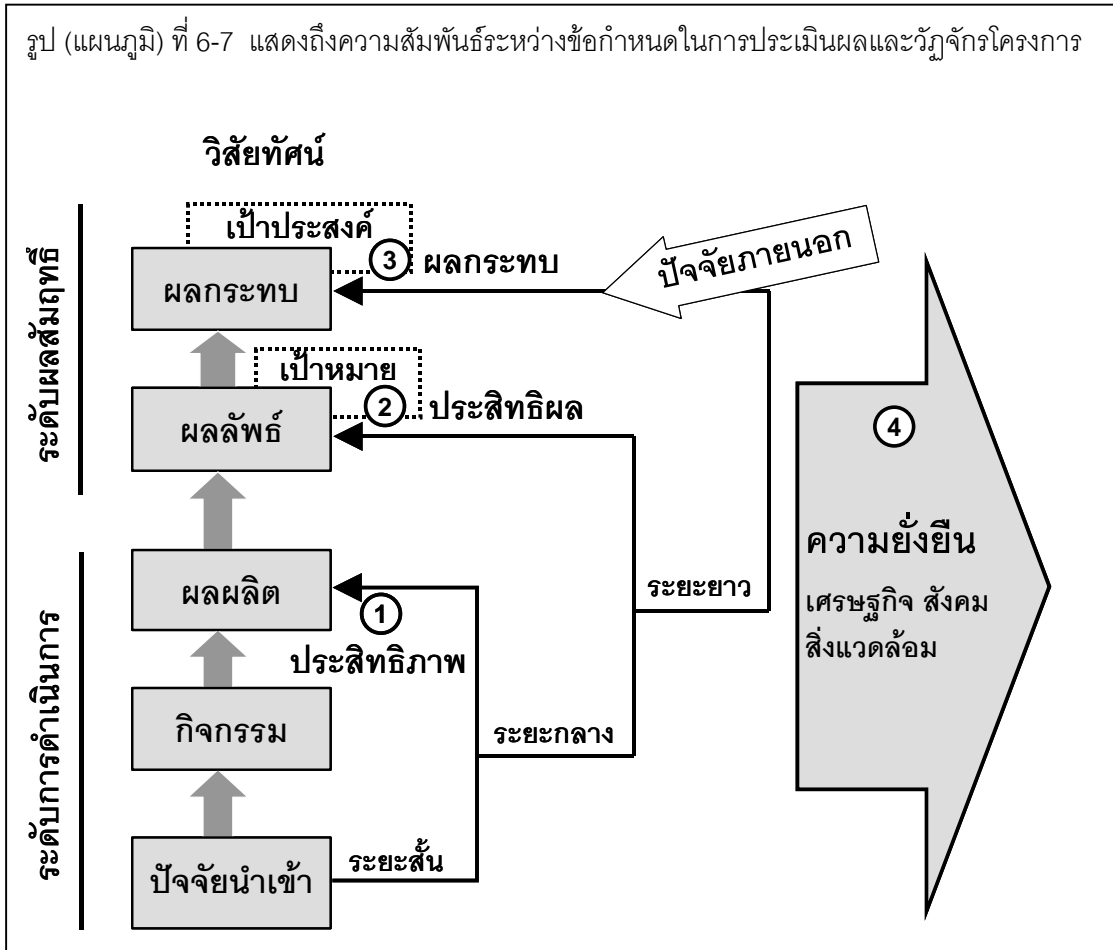 รูป (แผนภูมิ) ที่ 6-7 แสดงถึงความสัมพันธ์ระหว่างข้อกำหนดในการประเมินผลและวัฏจักรโครงการ
วิสัยทัศน์
เป้าประสงค์
3 ผลกระทบ
ปัจจัยภายนอก
ผลกระทบ
ระดับผลสัมฤทธิ์
เป้าหมาย
2 ประสิทธิผล
ผลลัพธ์
4
ความยั่งยืน
เศรษฐกิจ สังคม
สิ่งแวดล้อม
ระยะยาว
ผลผลิต
1
ประสิทธิภาพ
ระดับการดำเนินการ
กิจกรรม
ระยะกลาง
ระยะสั้น
ปัจจัยนำเข้า